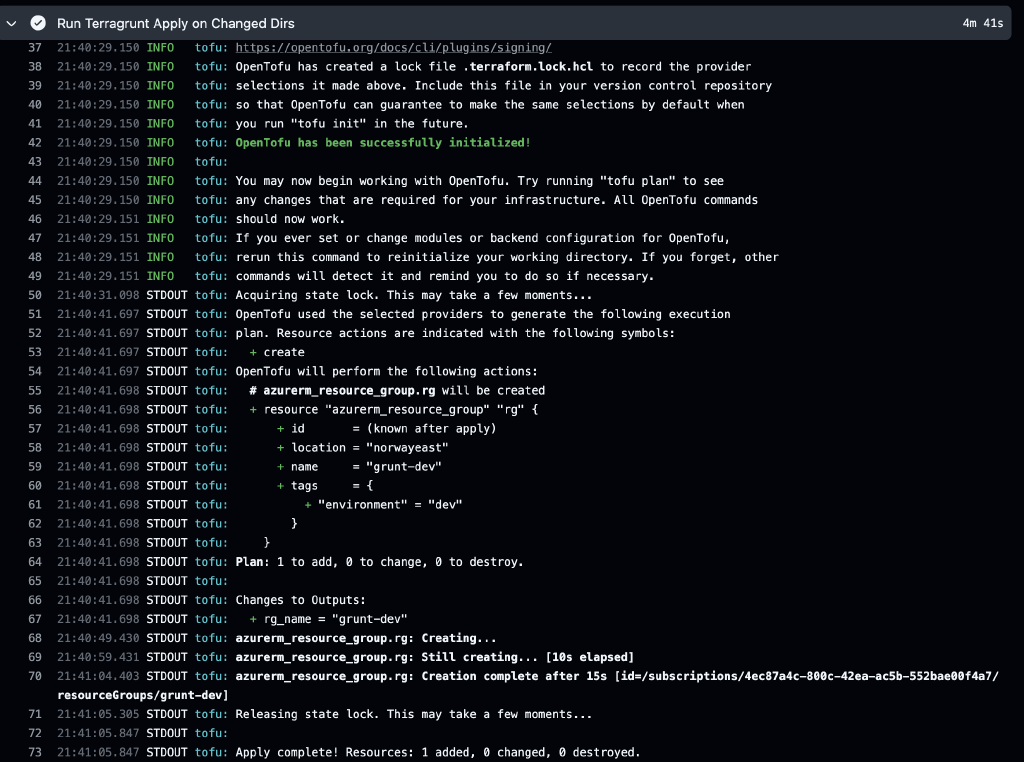 Run Terragrunt Apply on Changed Dirs 4m 41s
37 21:40:29.150 INFO tofu: https://opentofu.org/docs/cli/plugins/signing/
38 21:40:29.150 INFO tofu: OpenTofu has created a lock file .terraform.lock.hcl to record the provider
39 21:40:29.150 INFO tofu: selections it made above. Include this file in your version control repository
40 21:40:29.150 INFO tofu: so that OpenTofu can guarantee to make the same selections by default when
41 21:40:29.150 INFO tofu: you run "tofu init" in the future.
42 21:40:29.150 INFO tofu: OpenTofu has been successfully initialized!
43 21:40:29.150 INFO tofu:
44 21:40:29.150 INFO tofu: You may now begin working with OpenTofu. Try running "tofu plan" to see
45 21:40:29.150 INFO tofu: any changes that are required for your infrastructure. All OpenTofu commands
46 21:40:29.151 INFO tofu: should now work.
47 21:40:29.151 INFO tofu: If you ever set or change modules or backend configuration for OpenTofu,
48 21:40:29.151 INFO tofu: rerun this command to reinitialize your working directory. If you forget, other
49 21:40:29.151 INFO tofu: commands will detect it and remind you to do so if necessary.
50 21:40:31.098 STDOUT tofu: Acquiring state lock. This may take a few moments...
51 21:40:41.697 STDOUT tofu: OpenTofu used the selected providers to generate the following execution
52 21:40:41.697 STDOUT tofu: plan. Resource actions are indicated with the following symbols:
53 21:40:41.697 STDOUT tofu:   + create
54 21:40:41.697 STDOUT tofu: OpenTofu will perform the following actions:
55 21:40:41.698 STDOUT tofu:   # azurerm_resource_group.rg will be created
56 21:40:41.698 STDOUT tofu:   + resource "azurerm_resource_group" "rg" {
57 21:40:41.698 STDOUT tofu:       + id       = (known after apply)
58 21:40:41.698 STDOUT tofu:       + location = "norwayeast"
59 21:40:41.698 STDOUT tofu:       + name     = "grunt-dev"
60 21:40:41.698 STDOUT tofu:       + tags     = {
61 21:40:41.698 STDOUT tofu:           + "environment" = "dev"
62 21:40:41.698 STDOUT tofu:         }
63 21:40:41.698 STDOUT tofu:     }
64 21:40:41.698 STDOUT tofu: Plan: 1 to add, 0 to change, 0 to destroy.
65 21:40:41.698 STDOUT tofu:
66 21:40:41.698 STDOUT tofu: Changes to Outputs:
67 21:40:41.698 STDOUT tofu:   + rg_name = "grunt-dev"
68 21:40:49.430 STDOUT tofu: azurerm_resource_group.rg: Creating...
69 21:40:59.431 STDOUT tofu: azurerm_resource_group.rg: Still creating... [10s elapsed]
70 21:41:04.403 STDOUT tofu: azurerm_resource_group.rg: Creation complete after 15s [id=/subscriptions/4ec87a4c-800c-42ea-ac5b-552bae00f4a7/
resourceGroups/grunt-dev]
71 21:41:05.305 STDOUT tofu: Releasing state lock. This may take a few moments...
72 21:41:05.847 STDOUT tofu:
73 21:41:05.847 STDOUT tofu: Apply complete! Resources: 1 added, 0 changed, 0 destroyed.